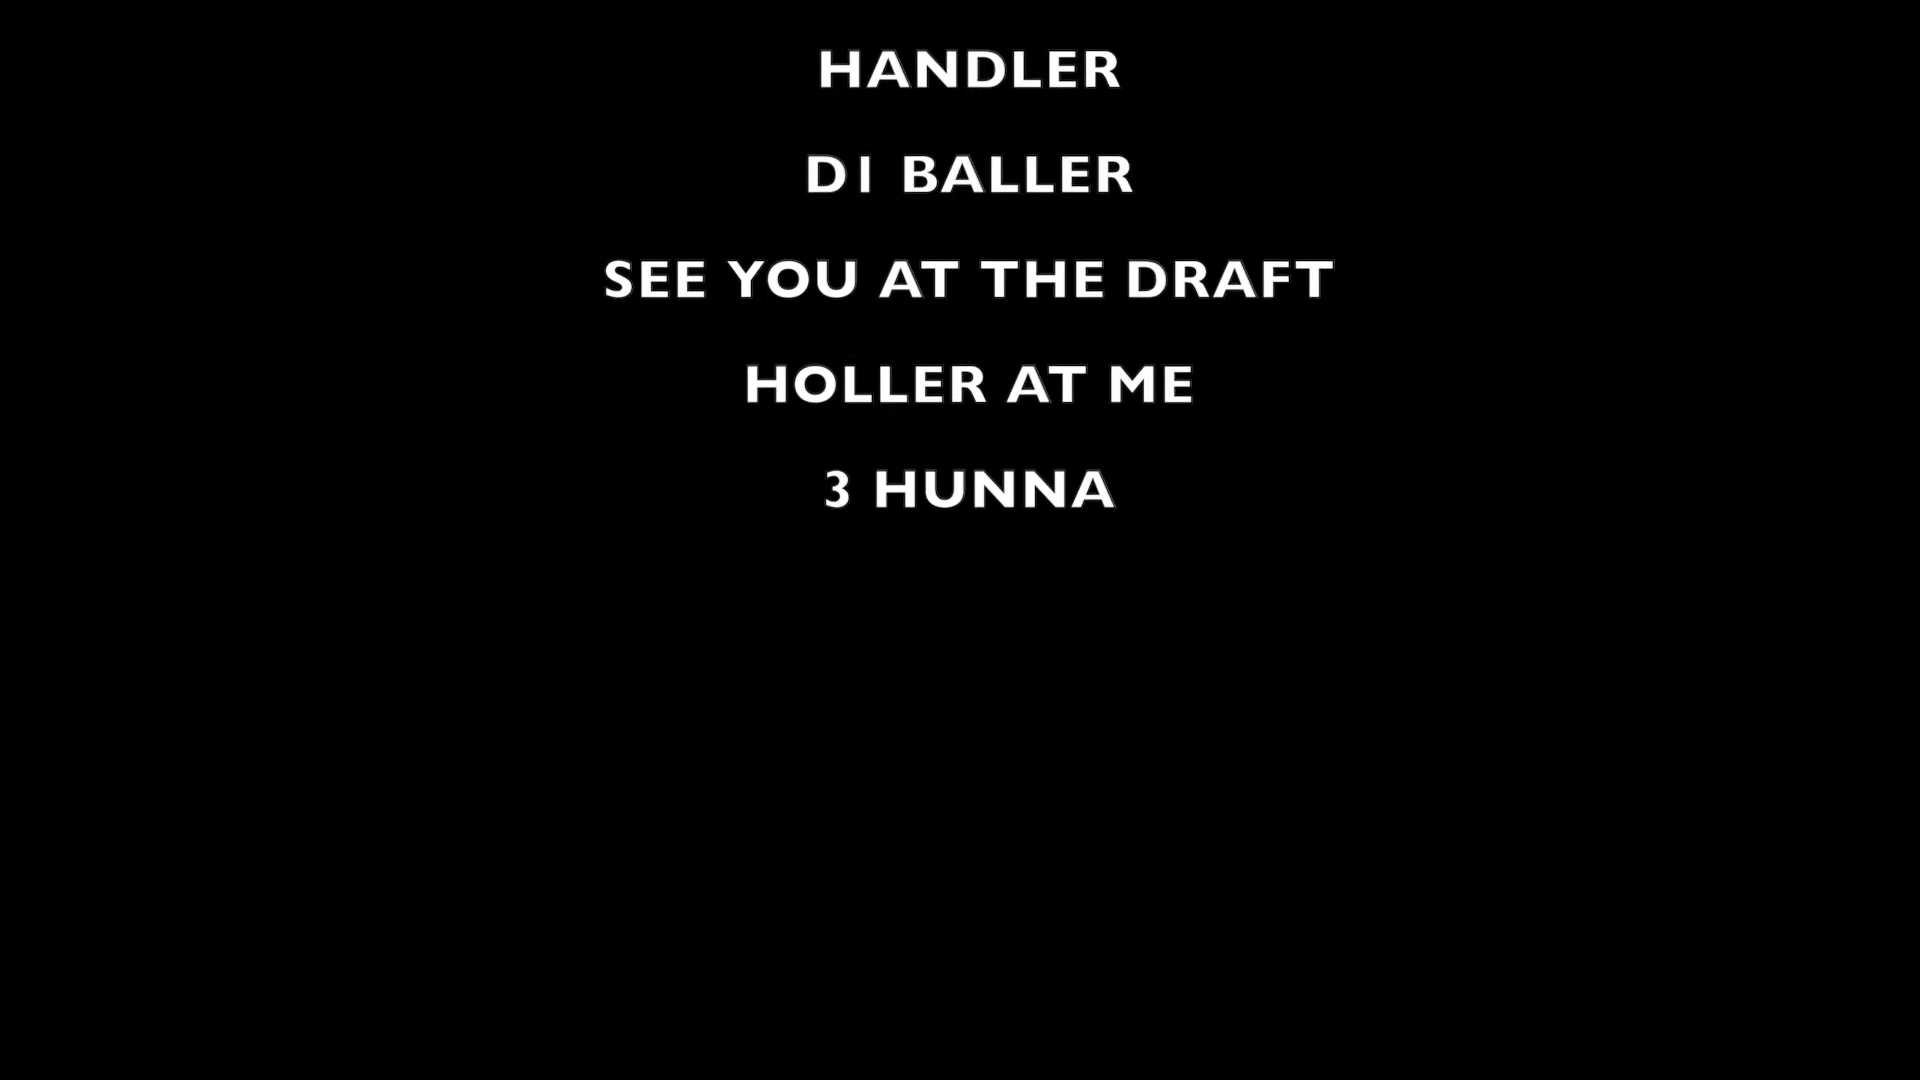 HANDLER
D1 BALLER
SEE YOU AT THE DRAFT
HOLLER AT ME
3 HUNNA